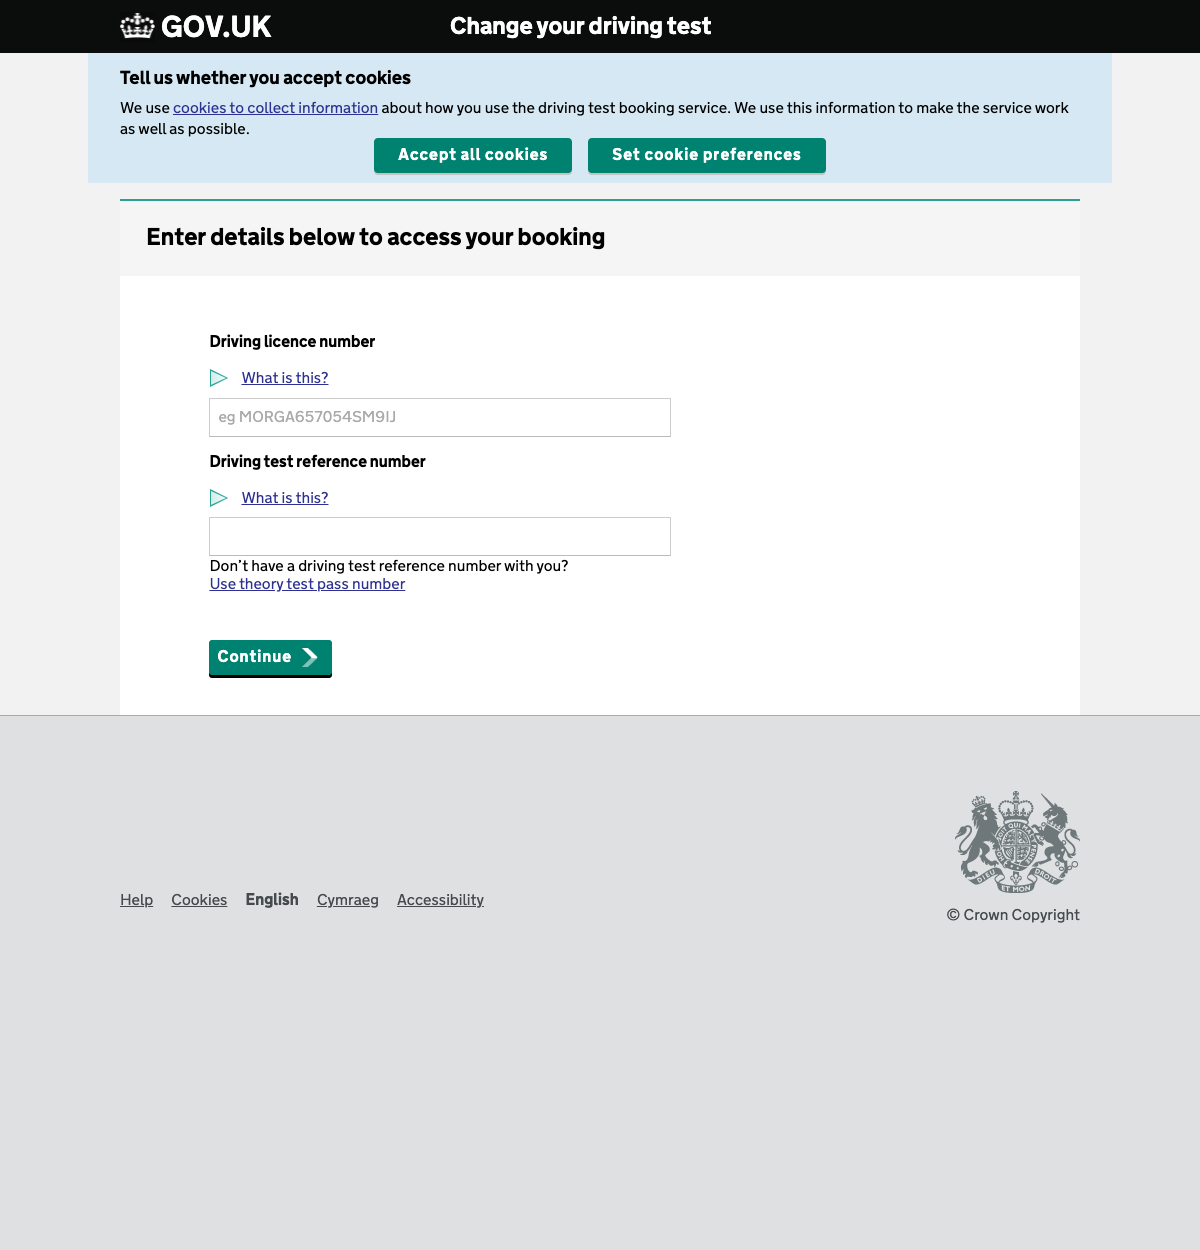 GOV.UK
Change your driving test
Tell us whether you accept cookies
We use cookies to collect information about how you use the driving test booking service. We use this information to make the service work
as well as possible.
Accept all cookies
Set cookie preferences
Enter details below to access your booking
Driving licence number
What is this?
eg MORGA657054SM9IJ
Driving test reference number
What is this?
Don't have a driving test reference number with you?
Use theory test pass number
Continue
DIEU
ET MON
DROIT
Help
Cookies
English
Cymraeg
Accessibility
© Crown Copyright